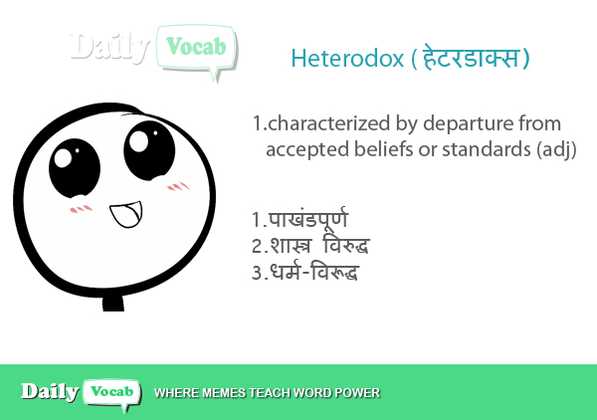 Daily Vocab
Heterodox ( हेटरडाक्स)
1.characterized by departure from
accepted beliefs or standards (adj)
1.पाखंडपूर्ण
2.शास्त्र विरुद्ध
3.धर्म-विरूद्ध
Daily Vocab WHERE MEMES TEACH WORD POWER